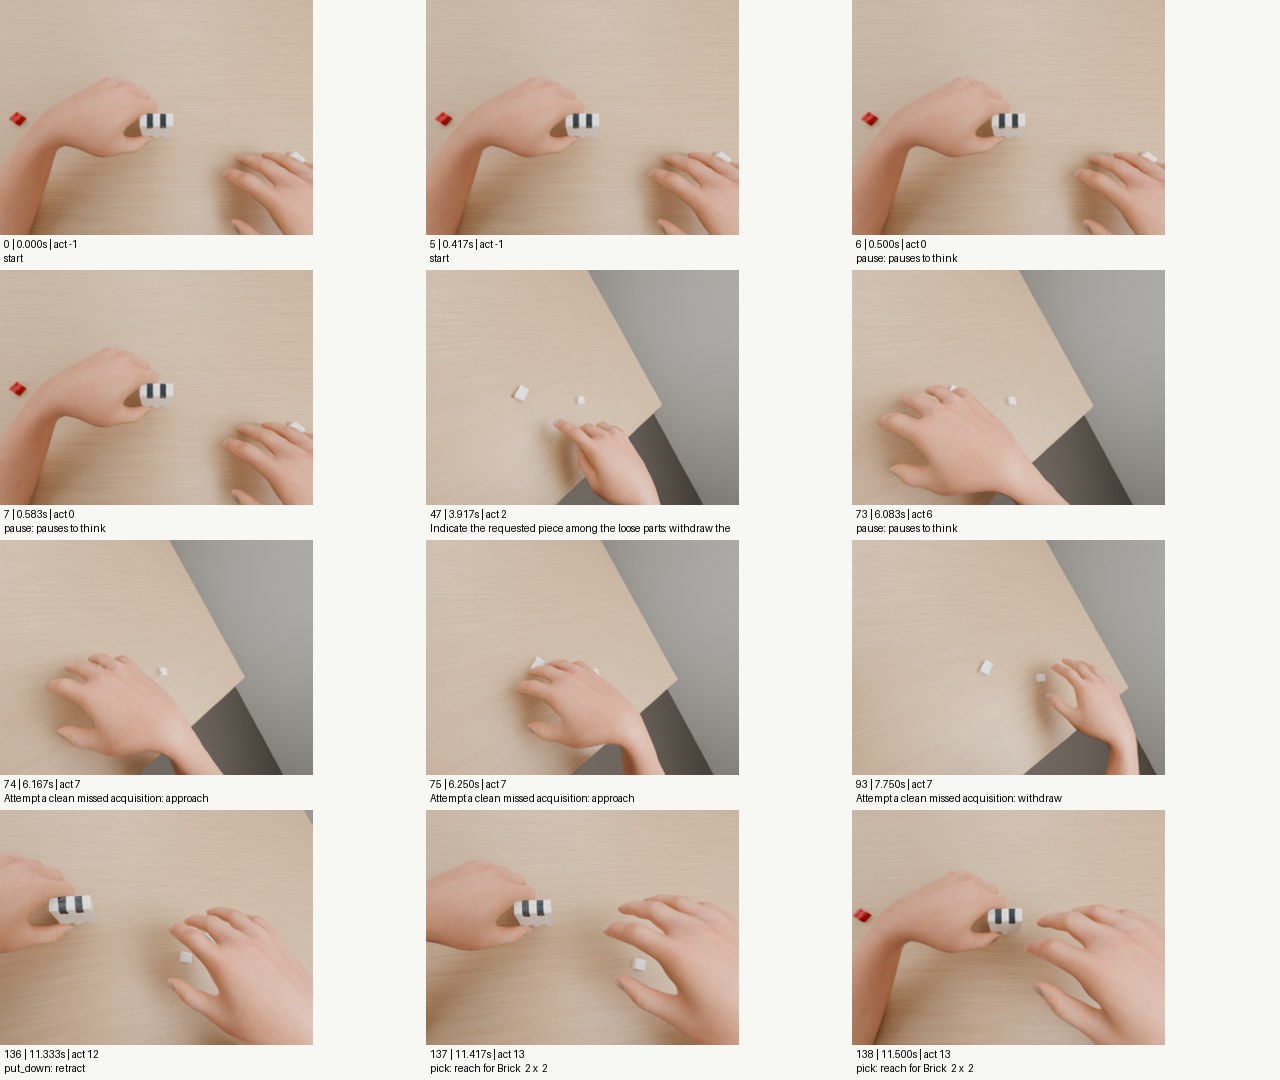 0 | 0.000s | act -1
start
5 | 0.417s | act -1
start
6 | 0.500s | act 0
pause: pauses to think
7 | 0.583s | act 0
pause: pauses to think
47 | 3.917s | act 2
Indicate the requested piece among the loose parts: withdraw the
73 | 6.083s | act 6
pause: pauses to think
74 | 6.167s | act 7
Attempt a clean missed acquisition: approach
75 | 6.250s | act 7
Attempt a clean missed acquisition: approach
93 | 7.750s | act 7
Attempt a clean missed acquisition: withdraw
136 | 11.333s | act 12
put_down: retract
137 | 11.417s | act 13
pick: reach for Brick 2 x 2
138 | 11.500s | act 13
pick: reach for Brick 2 x 2